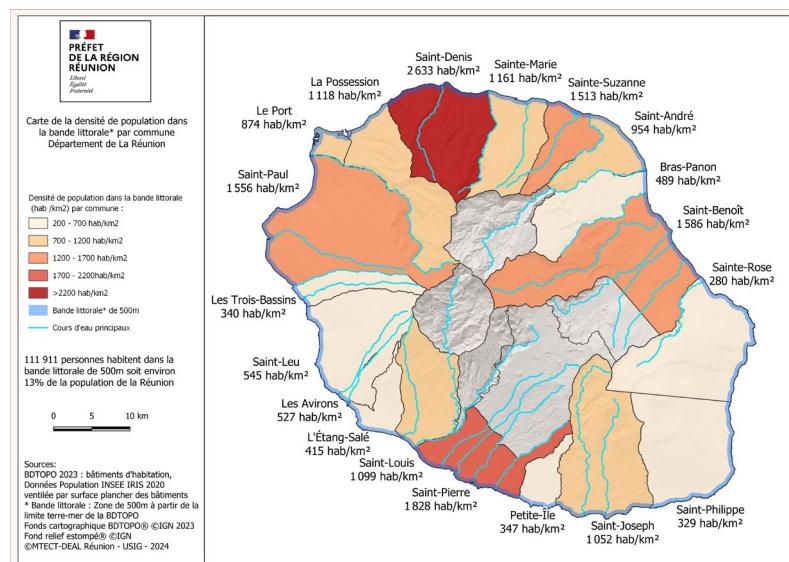 PRÉFET
DE LA RÉGION
RÉUNION
Liberté
Égalité
Fraternité
Carte de la densité de population dans
la bande littorale* par commune
Département de La Réunion
Densité de population dans la bande littorale
(hab /km2) par commune :
200 - 700 hab/km2
700 - 1200 hab/km2
1200 - 1700 hab/km2
1700 - 2200hab/km2
>2200 hab/km2
Bande littorale* de 500m
Cours d'eau principaux
111 911 personnes habitent dans la
bande littorale de 500m soit environ
13% de la population de la Réunion
0 5 10 km
Sources:
BDTOPO 2023 : bâtiments d'habitation,
Données Population INSEE IRIS 2020
ventilée par surface plancher des bâtiments
* Bande littorale : Zone de 500m à partir de la
limite terre-mer de la BDTOPO
Fonds cartographique BDTOPO® ©IGN 2023
Fond relief estompé® ©IGN
©MTECT-DEAL Réunion - USIG - 2024
Saint-Denis
2 633 hab/km²
Sainte-Marie
1 161 hab/km²
Sainte-Suzanne
1 513 hab/km²
La Possession
1 118 hab/km²
Le Port
874 hab/km²
Saint-André
954 hab/km²
Saint-Paul
1 556 hab/km²
Bras-Panon
489 hab/km²
Saint-Benoît
1 586 hab/km²
Sainte-Rose
280 hab/km²
Les Trois-Bassins
340 hab/km²
Saint-Leu
545 hab/km²
Les Avirons
527 hab/km²
L'Étang-Salé
415 hab/km²
Saint-Louis
1 099 hab/km²
Saint-Pierre
1 828 hab/km²
Petite-Île
347 hab/km²
Saint-Joseph
1 052 hab/km²
Saint-Philippe
329 hab/km²